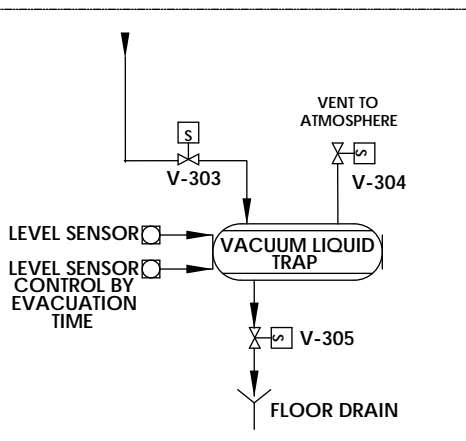 VENT TO
ATMOSPHERE
S
S
V-303
V-304
LEVEL SENSOR
VACUUM LIQUID
TRAP
LEVEL SENSOR
CONTROL BY
EVACUATION
TIME
S
V-305
FLOOR DRAIN